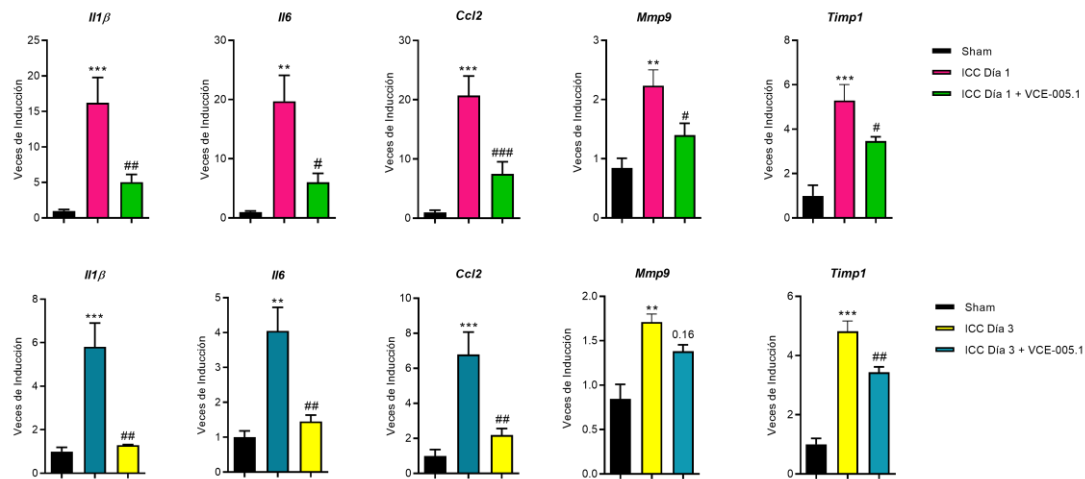 Il1β
Il6
Ccl2
Mmp9
Timp1
Veces de Inducción
25
20
15
10
5
0
***
##
Veces de Inducción
30
20
10
0
**
#
Veces de Inducción
30
20
10
0
***
###
Veces de Inducción
3
2
1
0
**
#
Veces de Inducción
8
6
4
2
0
***
#
Sham
ICC Día 1
ICC Día 1 + VCE-005.1
Il1β
Il6
Ccl2
Mmp9
Timp1
Veces de Inducción
8
6
4
2
0
***
##
Veces de Inducción
5
4
3
2
1
0
**
##
Veces de Inducción
10
8
6
4
2
0
***
##
Veces de Inducción
2.0
1.5
1.0
0.5
0.0
**
0.16
Veces de Inducción
6
4
2
0
***
##
Sham
ICC Día 3
ICC Día 3 + VCE-005.1